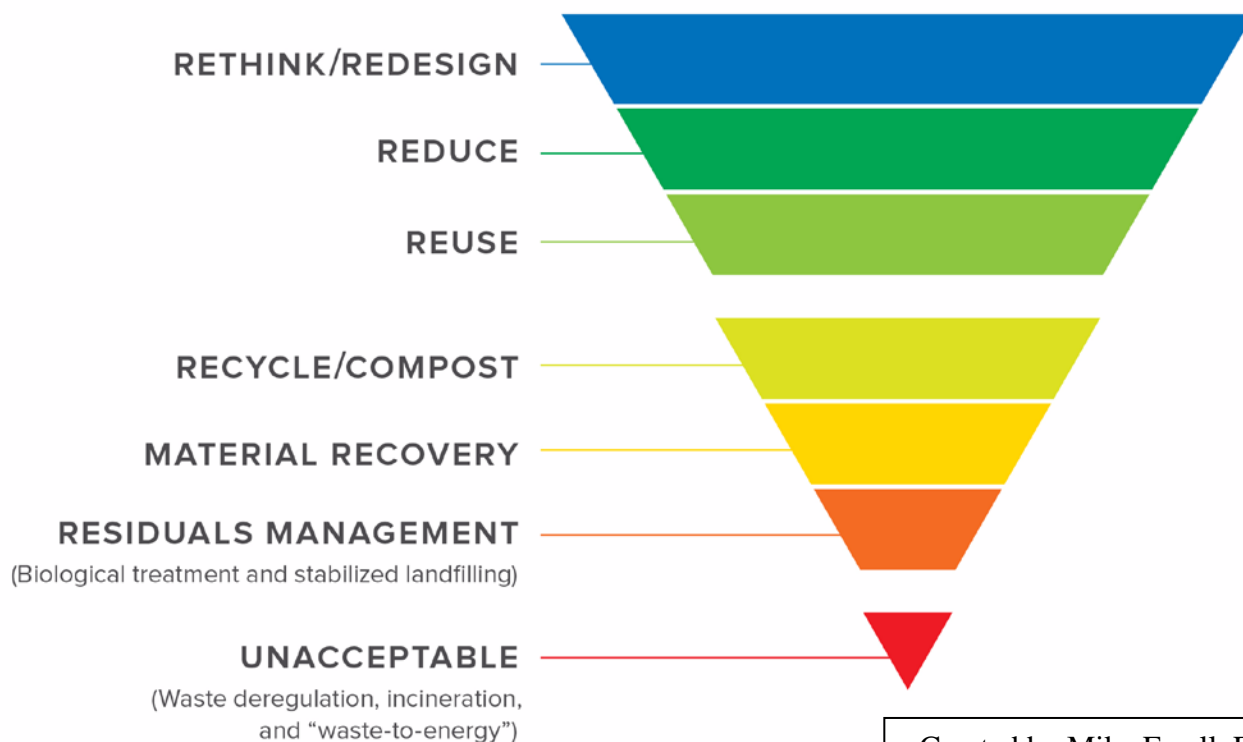 RETHINK/REDESIGN
REDUCE
REUSE
RECYCLE/COMPOST
MATERIAL RECOVERY
RESIDUALS MANAGEMENT
(Biological treatment and stabilized landfilling)
UNACCEPTABLE
(Waste deregulation, incineration,
and “waste-to-energy”)